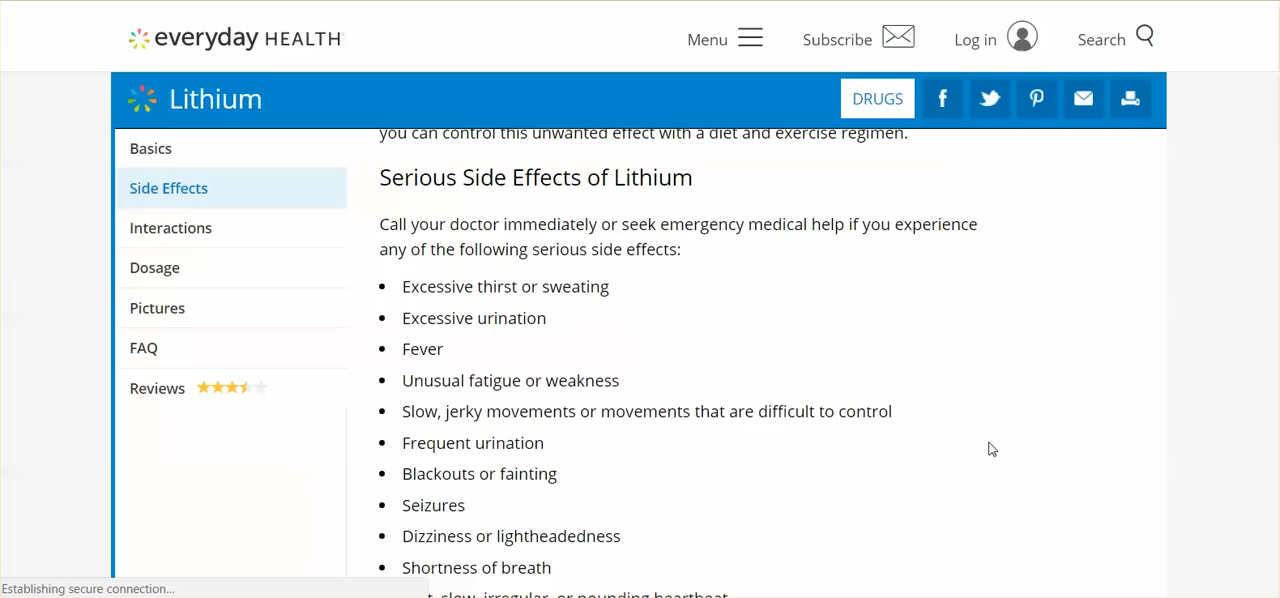 everyday HEALTH
Menu
Subscribe
Log in
Search
Lithium
DRUGS
you can control this unwanted effect with a diet and exercise regimen.
Basics
Side Effects
Interactions
Dosage
Pictures
FAQ
Reviews
Serious Side Effects of Lithium
Call your doctor immediately or seek emergency medical help if you experience
any of the following serious side effects:
• Excessive thirst or sweating
• Excessive urination
• Fever
• Unusual fatigue or weakness
• Slow, jerky movements or movements that are difficult to control
• Frequent urination
• Blackouts or fainting
• Seizures
• Dizziness or lightheadedness
• Shortness of breath
slow, irregular, or pounding heartbeat
Establishing secure connection...